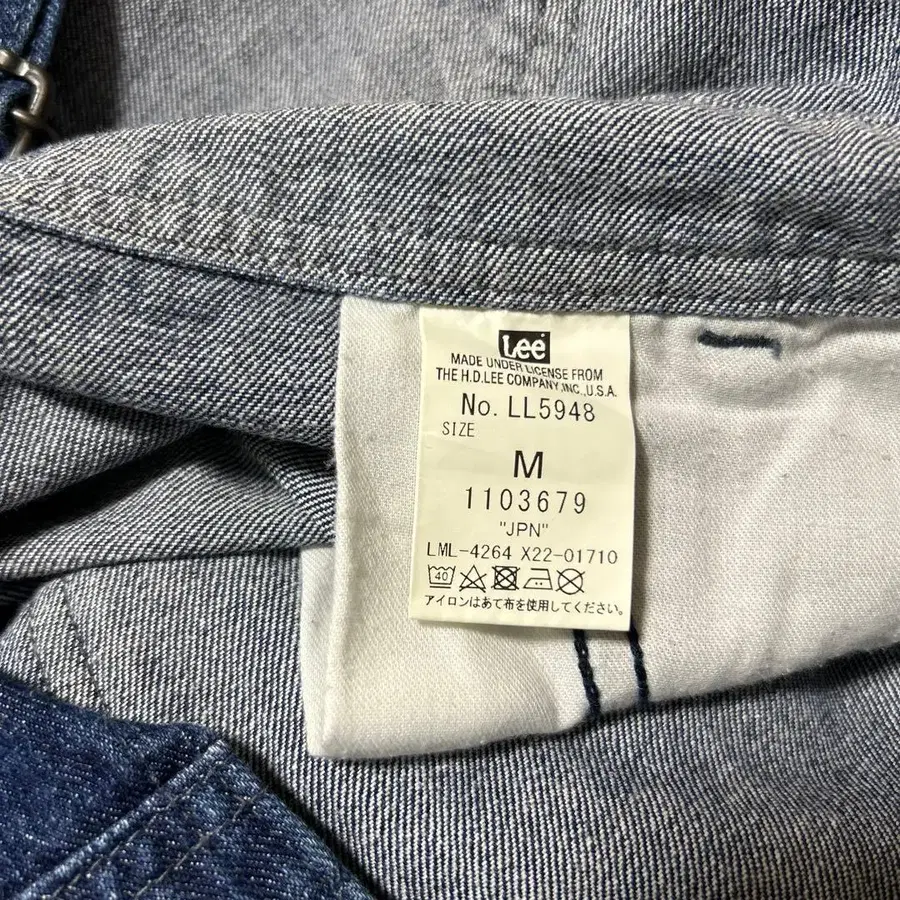 Lee
MADE UNDER LICENSE FROM
THE H.D.LEE COMPANY,INC.,U.S.A.
No. LL5948
SIZE
M
1103679
"JPN"
LML-4264 X22-01710
40
アイロンはあて布を使用してください。